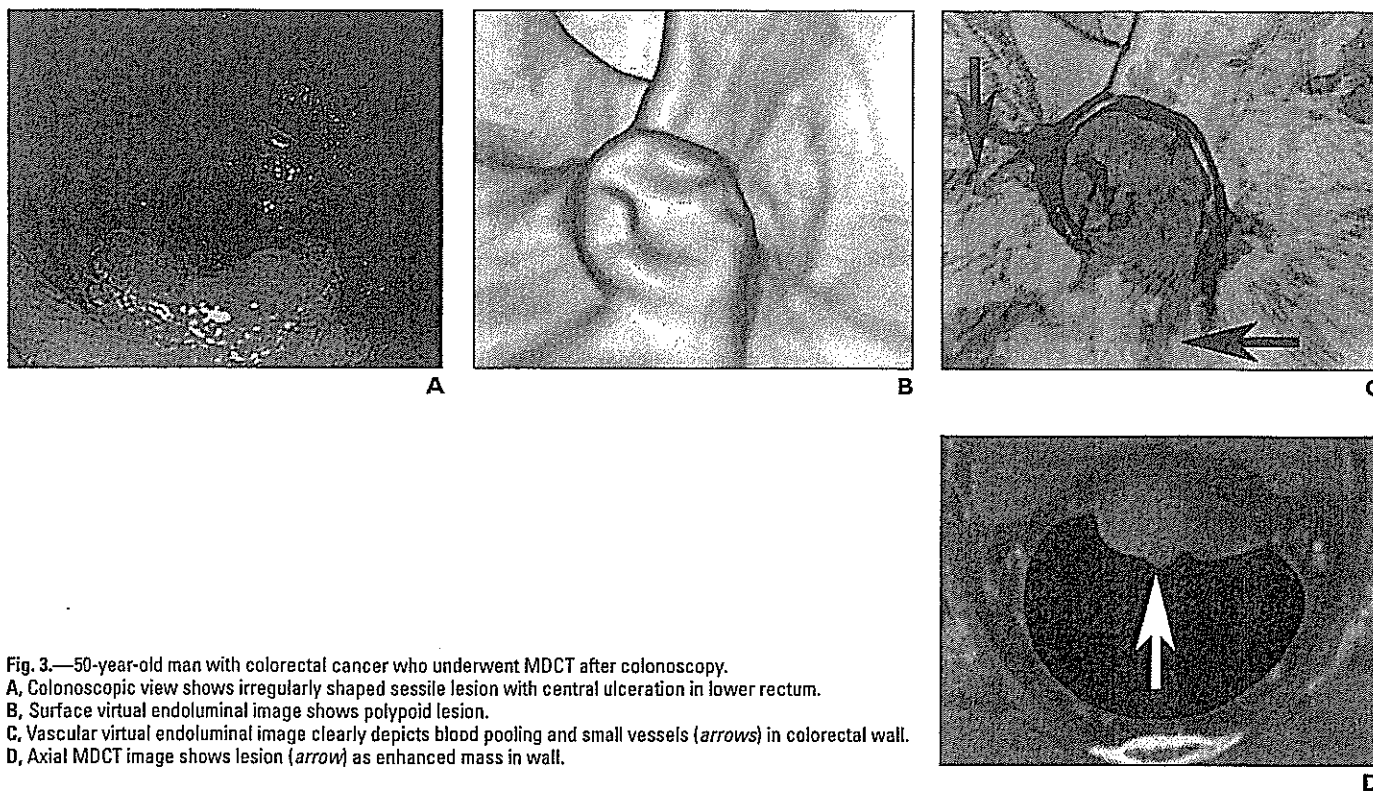 A
B
C
D
Fig. 3.—50-year-old man with colorectal cancer who underwent MDCT after colonoscopy.
A, Colonoscopic view shows irregularly shaped sessile lesion with central ulceration in lower rectum.
B, Surface virtual endoluminal image shows polypoid lesion.
C, Vascular virtual endoluminal image clearly depicts blood pooling and small vessels (arrows) in colorectal wall.
D, Axial MDCT image shows lesion (arrow) as enhanced mass in wall.